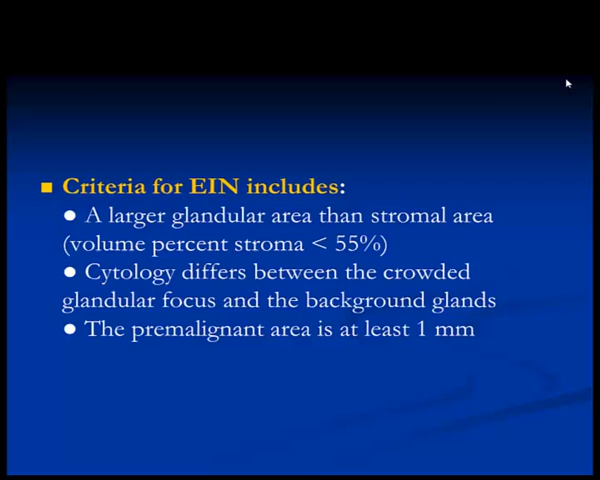 ■ Criteria for EIN includes:
● A larger glandular area than stromal area
(volume percent stroma < 55%)
● Cytology differs between the crowded
glandular focus and the background glands
● The premalignant area is at least 1 mm